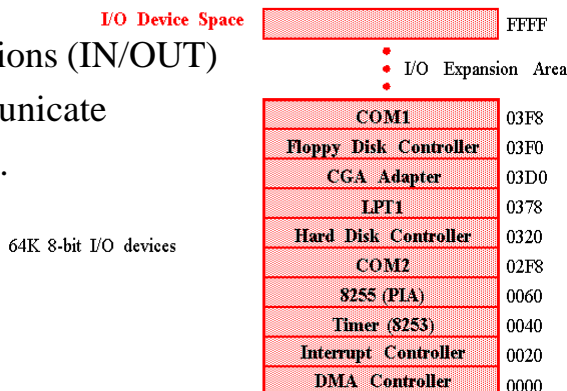 I/O Device Space
FFFF
ions (IN/OUT)
I/O Expansion Area
unicate
COM1 03F8
Floppy Disk Controller 03F0
.
CGA Adapter 03D0
LPT1 0378
64K 8-bit I/O devices
Hard Disk Controller 0320
COM2 02F8
8255 (PIA) 0060
Timer (8253) 0040
Interrupt Controller 0020
DMA Controller 0000